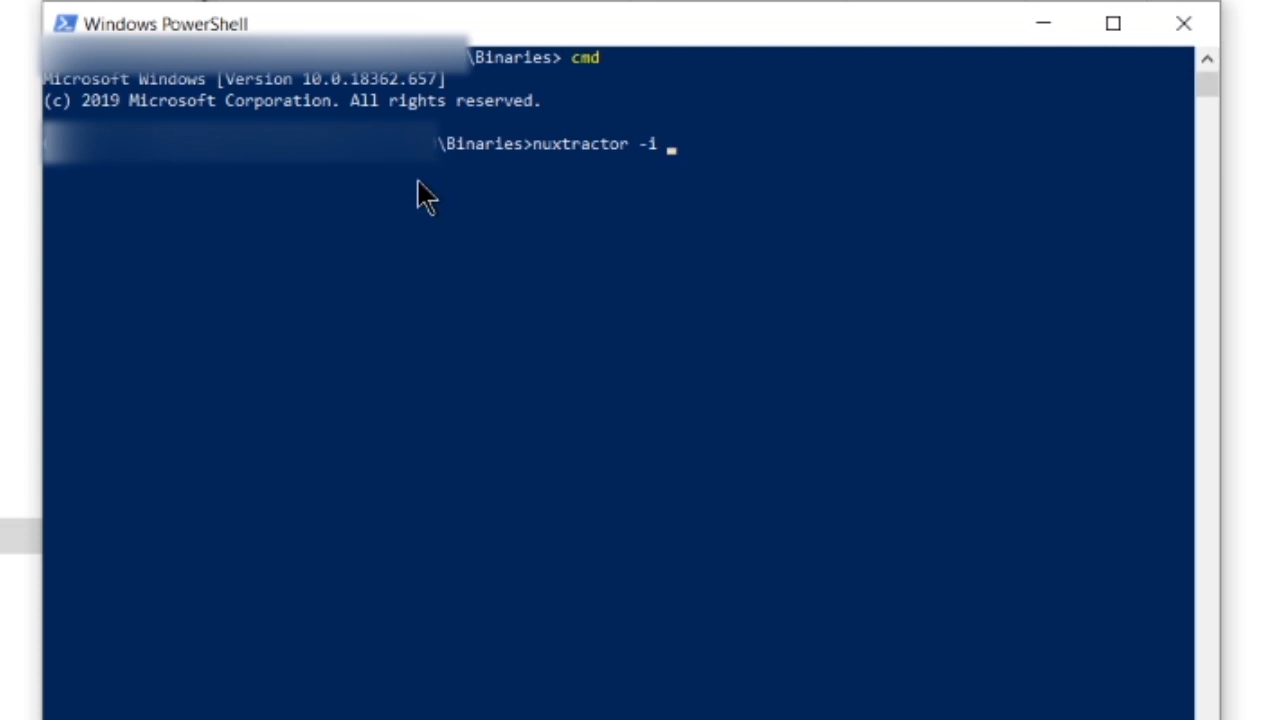 Windows PowerShell
\Binaries> cmd
Microsoft Windows [Version 10.0.18362.657]
(c) 2019 Microsoft Corporation. All rights reserved.
\Binaries>nuxtractor -i